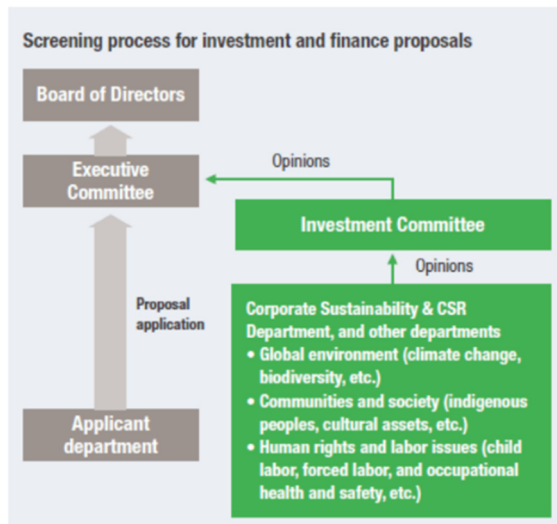 Screening process for investment and finance proposals
Board of Directors
Executive
Committee
Opinions
Investment Committee
Opinions
Proposal
application
Corporate Sustainability & CSR
Department, and other departments
• Global environment (climate change,
biodiversity, etc.)
• Communities and society (indigenous
peoples, cultural assets, etc.)
• Human rights and labor issues (child
labor, forced labor, and occupational
health and safety, etc.)
Applicant
department